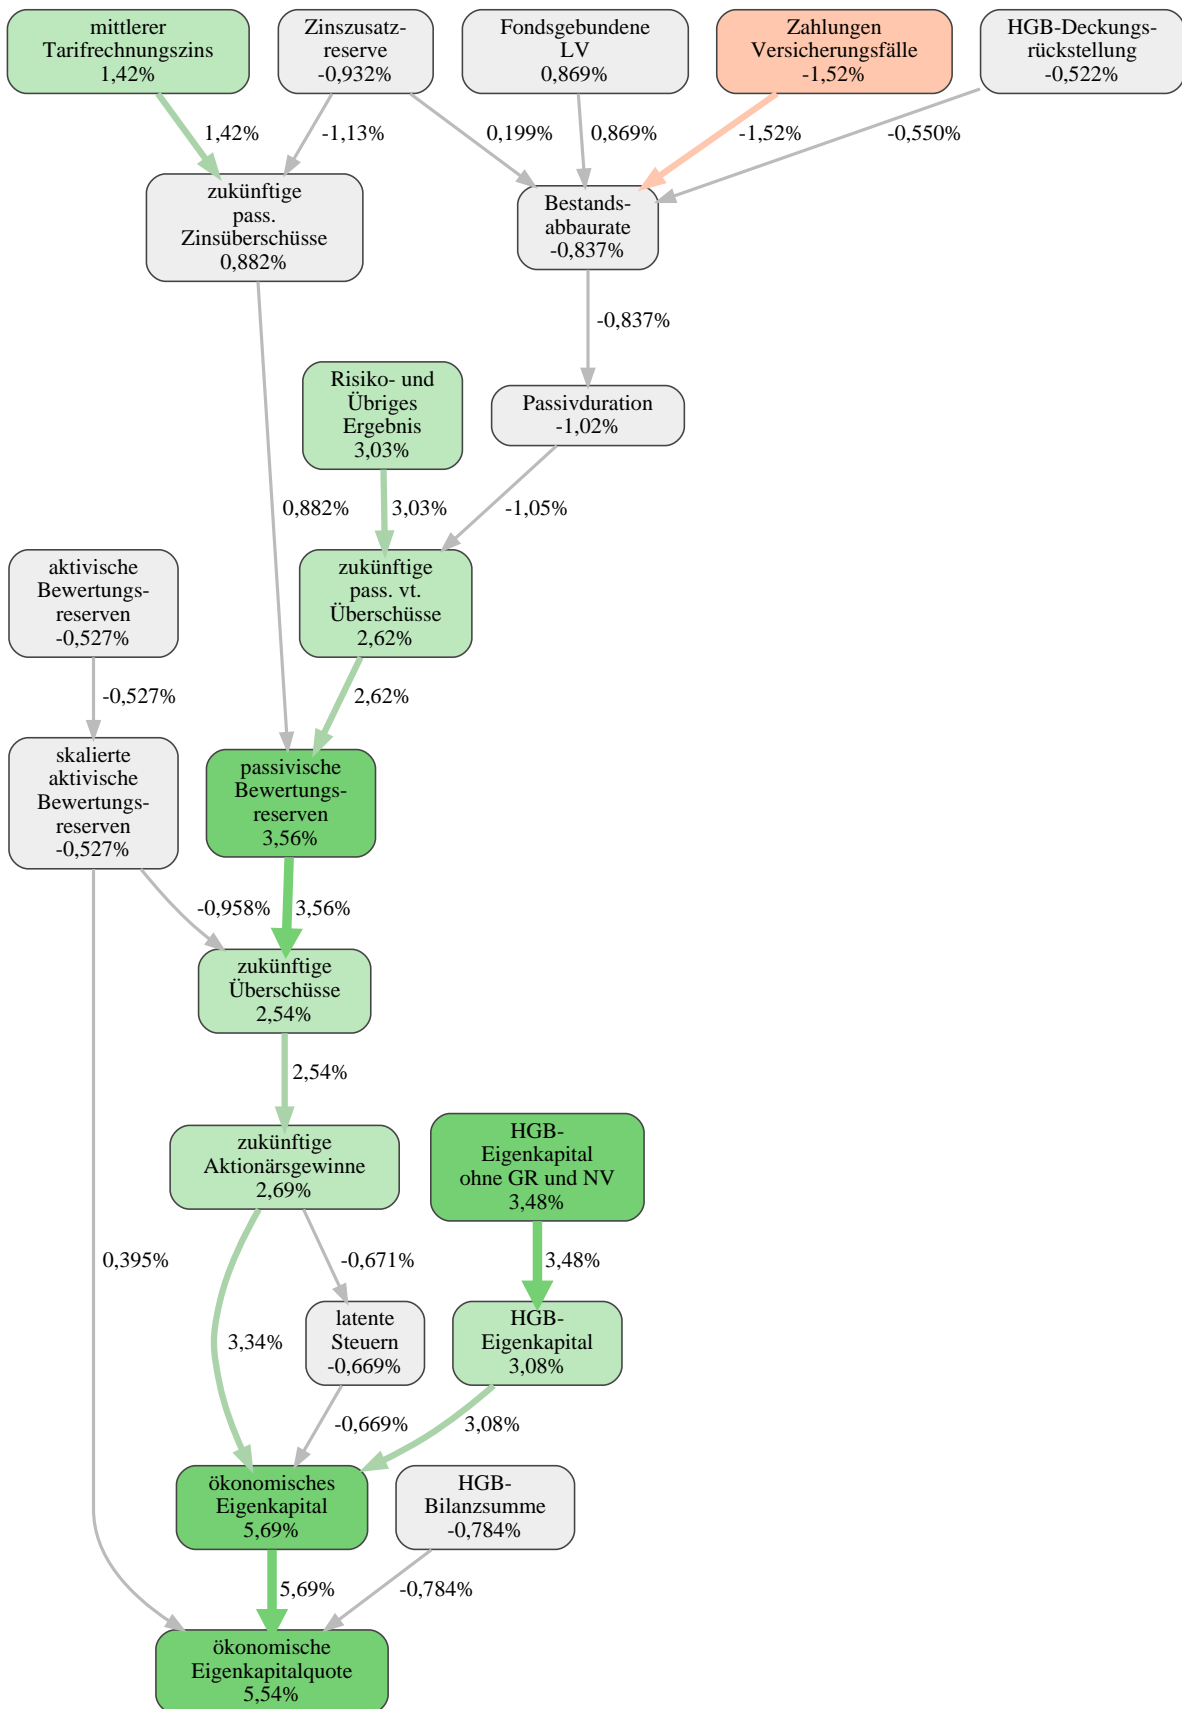 mittlerer
Tarifrechnungszins
1,42%
Zinszusatz-
reserve
-0,932%
Fondsgebundene
LV
0,869%
Zahlungen
Versicherungsfälle
-1,52%
HGB-Deckungs-
rückstellung
-0,522%
1,42%
-1,13%
0,199%
0,869%
-1,52%
-0,550%
zukünftige
pass.
Zinsüberschüsse
0,882%
Bestands-
abbaurate
-0,837%
-0,837%
Risiko- und
Übriges
Ergebnis
3,03%
Passivduration
-1,02%
0,882%
3,03%
-1,05%
aktivische
Bewertungs-
reserven
-0,527%
zukünftige
pass. vt.
Überschüsse
2,62%
-0,527%
2,62%
skalierte
aktivische
Bewertungs-
reserven
-0,527%
passivische
Bewertungs-
reserven
3,56%
-0,958%
3,56%
zukünftige
Überschüsse
2,54%
2,54%
zukünftige
Aktionärsgewinne
2,69%
HGB-
Eigenkapital
ohne GR und NV
3,48%
0,395%
-0,671%
3,48%
3,34%
latente
Steuern
-0,669%
HGB-
Eigenkapital
3,08%
-0,669%
3,08%
ökonomisches
Eigenkapital
5,69%
HGB-
Bilanzsumme
-0,784%
5,69%
-0,784%
ökonomische
Eigenkapitalquote
5,54%